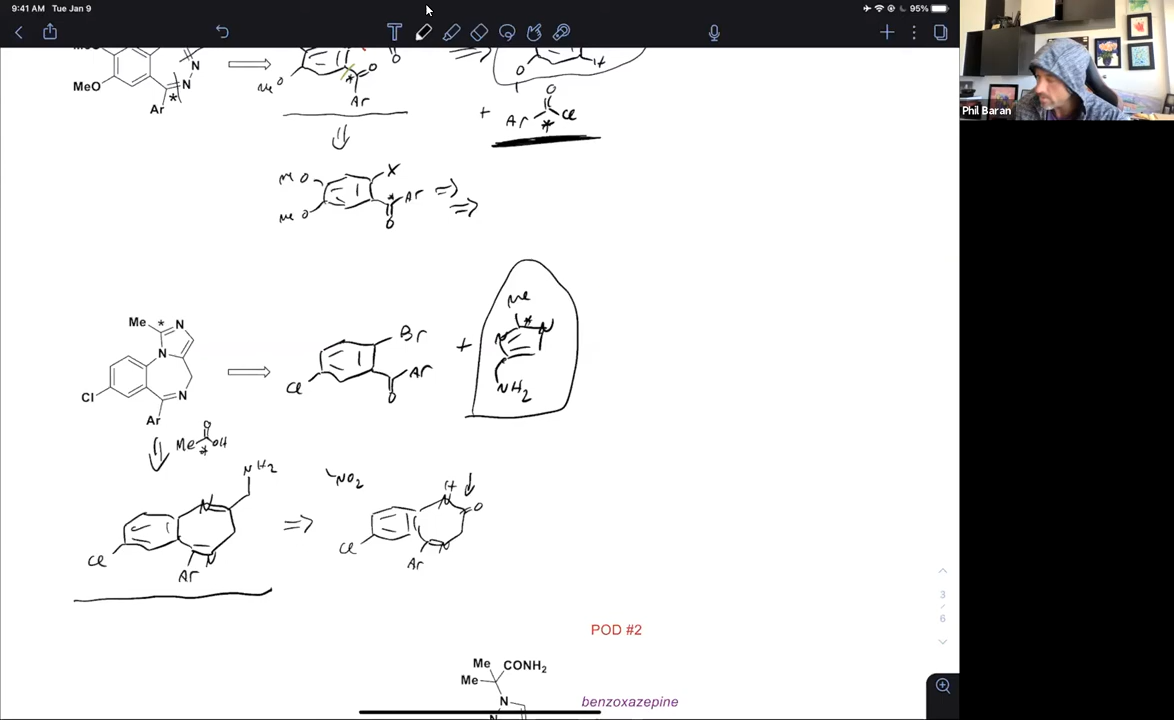 9:41 AM Tue Jan 9
95%
Phil Baran
MeO
Ar
*
N
N
MeO
*
O
O
Ar
O
H
+
Ar
O
Cl
*
MeO
MeO
X
*
Ar
O
Me
*
N
N
N
Cl
Ar
Br
Cl
Ar
O
+
Me
*
N
N
NH2
Me
O
OH
*
NH2
N
N
Cl
Ar
NO2
H
N
O
N
Cl
Ar
3
/
6
POD #2
Me
CONH2
Me
N
N
benzoxazepine